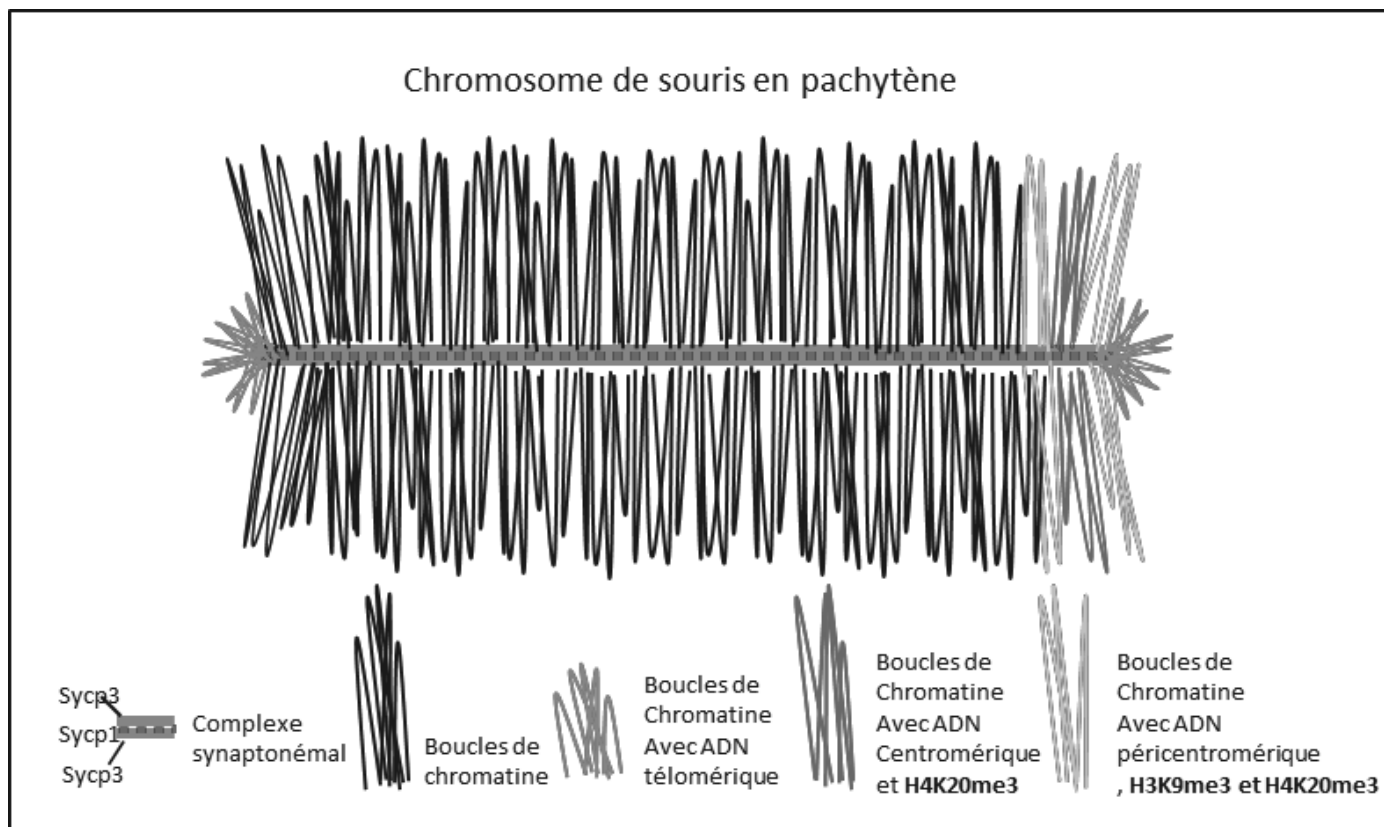 Chromosome de souris en pachytène
Sycp3
Sycp1
Sycp3
Complexe
synaptonémal
Boucles de
chromatine
Boucles de
Chromatine
Avec ADN
télomérique
Boucles de
Chromatine
Avec ADN
Centromérique
et H4K20me3
Boucles de
Chromatine
Avec ADN
péricentromérique
, H3K9me3 et H4K20me3